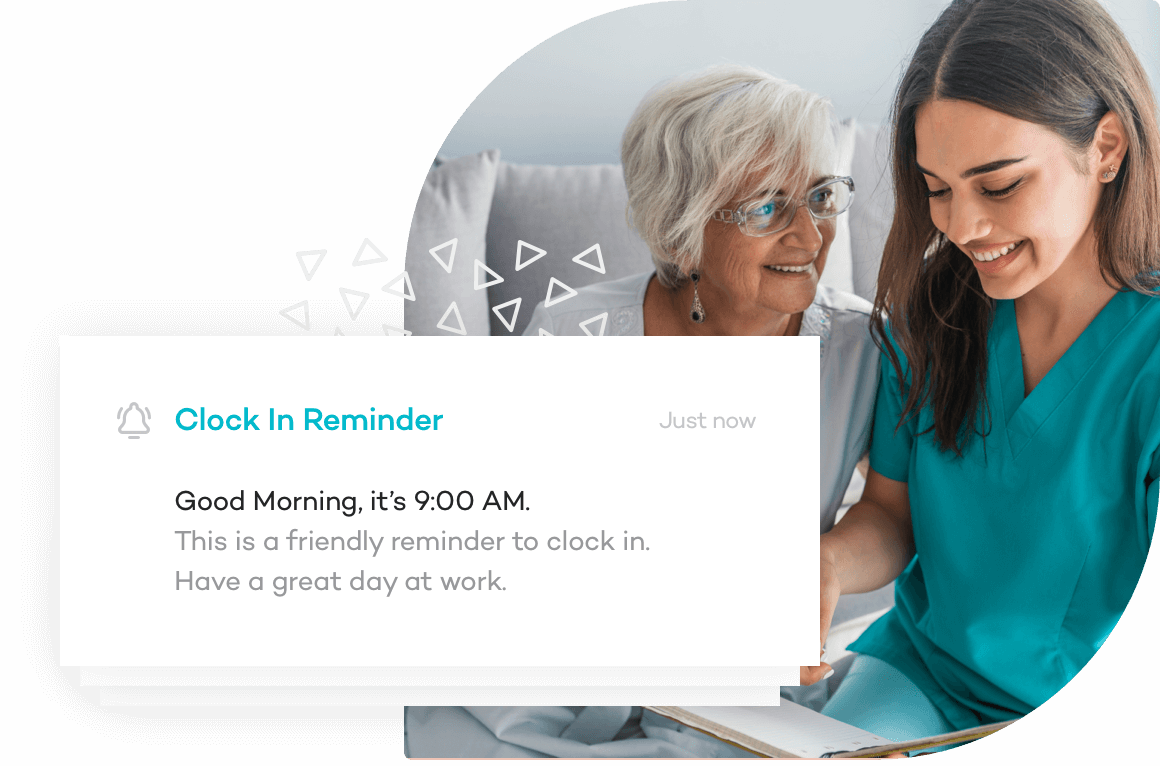 Clock In Reminder
Just now
Good Morning, it’s 9:00 AM.
This is a friendly reminder to clock in.
Have a great day at work.